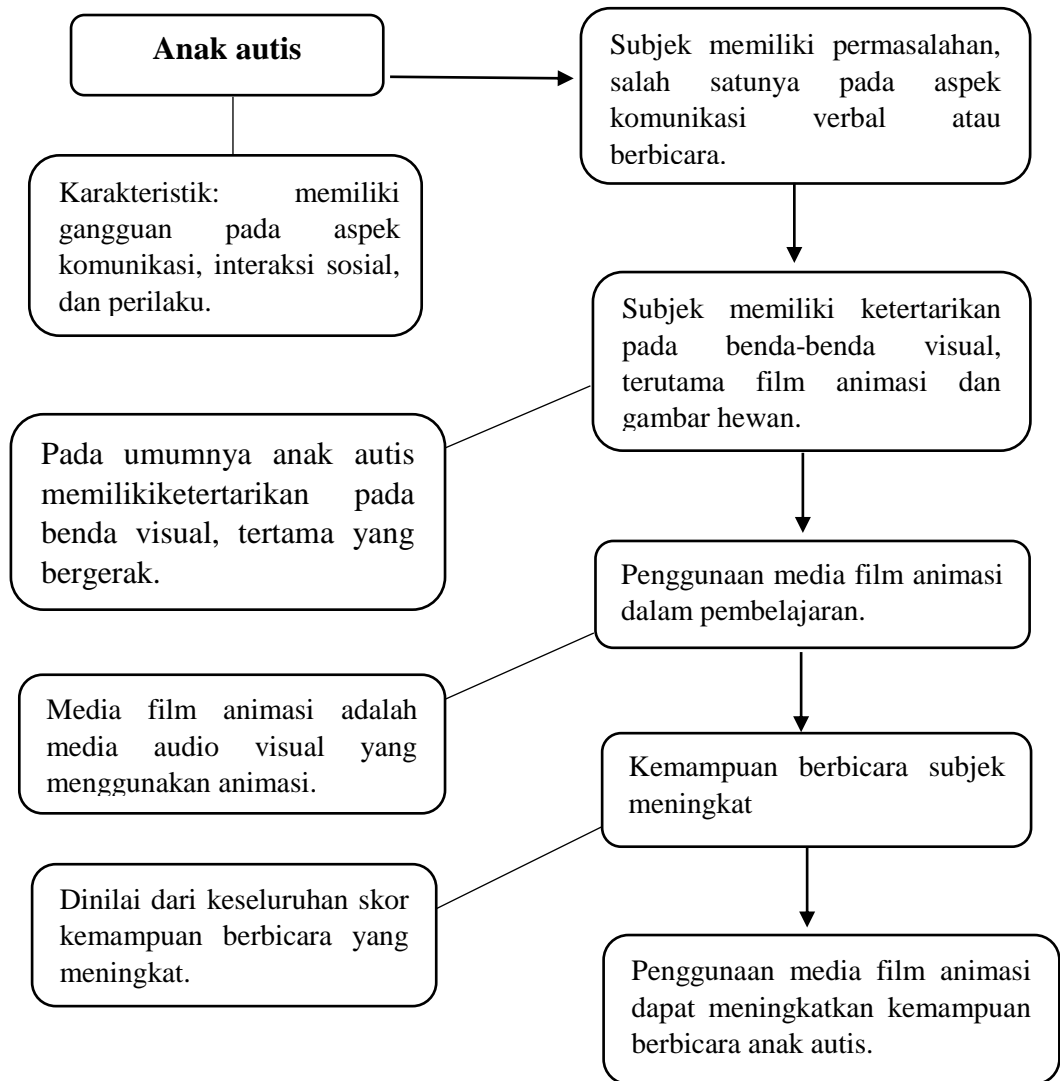 Anak autis
Subjek memiliki permasalahan,
salah satunya pada aspek
komunikasi verbal atau
berbicara.
Karakteristik: memiliki
gangguan pada aspek
komunikasi, interaksi sosial,
dan perilaku.
Subjek memiliki ketertarikan
pada benda-benda visual,
terutama film animasi dan
gambar hewan.
Pada umumnya anak autis
memilikiketertarikan pada
benda visual, tertama yang
bergerak.
Penggunaan media film animasi
dalam pembelajaran.
Media film animasi adalah
media audio visual yang
menggunakan animasi.
Kemampuan berbicara subjek
meningkat
Dinilai dari keseluruhan skor
kemampuan berbicara yang
meningkat.
Penggunaan media film animasi
dapat meningkatkan kemampuan
berbicara anak autis.